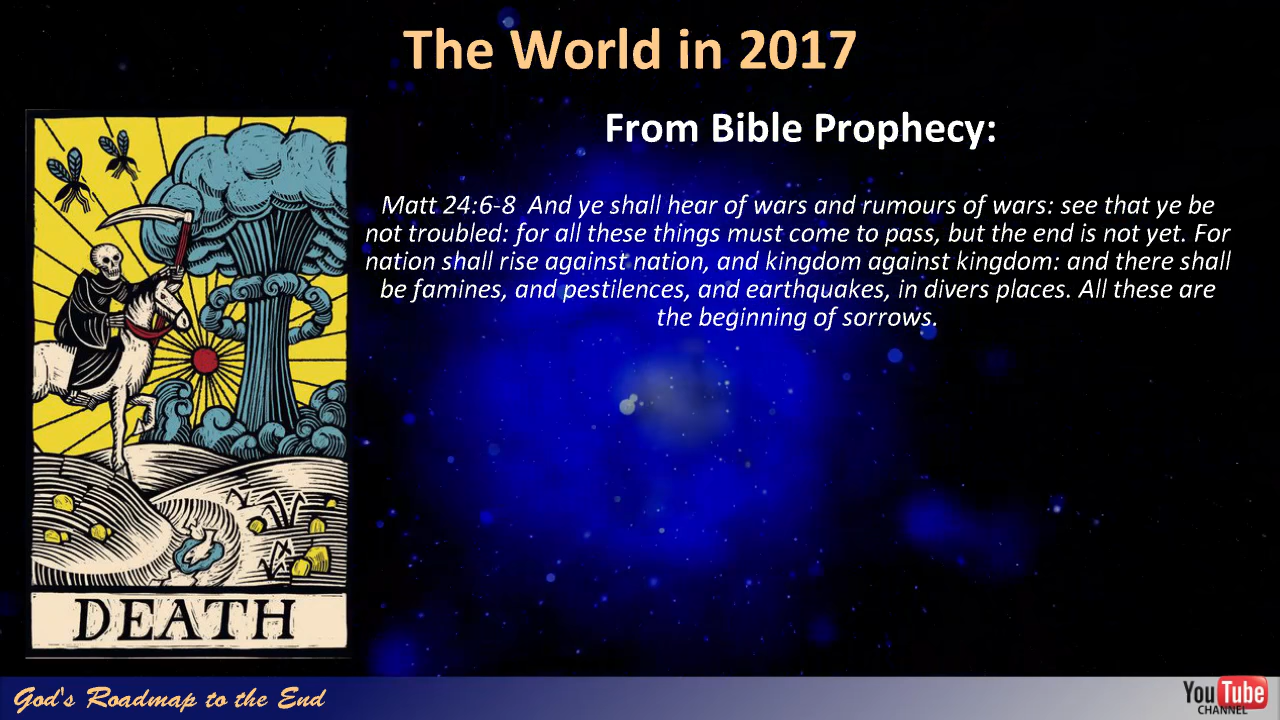 The World in 2017
From Bible Prophecy:
Matt 24:6-8  And ye shall hear of wars and rumours of wars: see that ye be
not troubled: for all these things must come to pass, but the end is not yet. For
nation shall rise against nation, and kingdom against kingdom: and there shall
be famines, and pestilences, and earthquakes, in divers places. All these are
the beginning of sorrows.
DEATH
God's Roadmap to the End
YouTube
CHANNEL